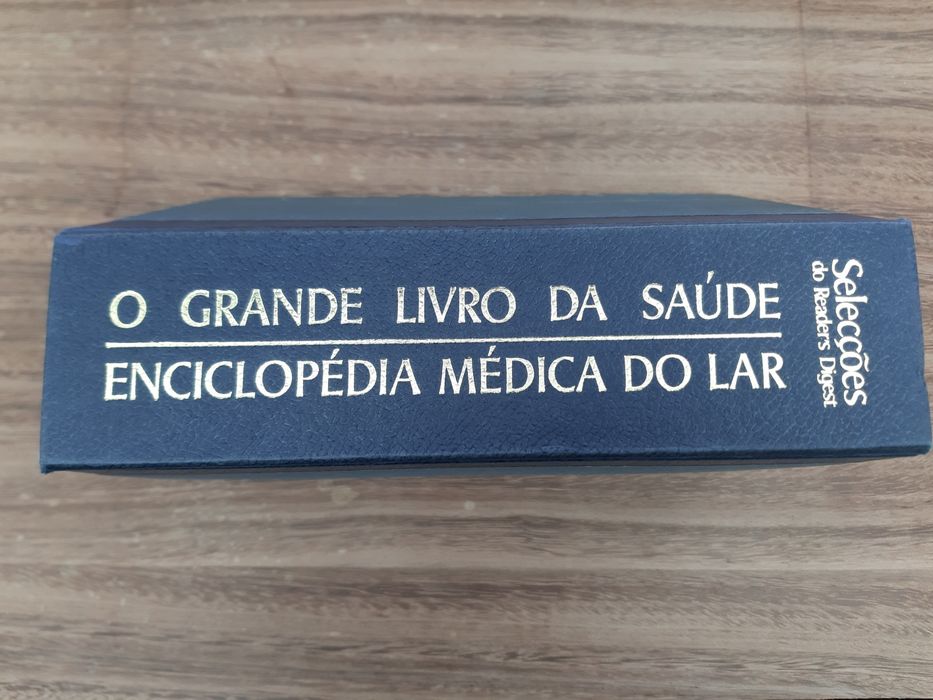 O GRANDE LIVRO DA SAÚDE
ENCICLOPÉDIA MÉDICA DO LAR
Selecções
do Reader's Digest